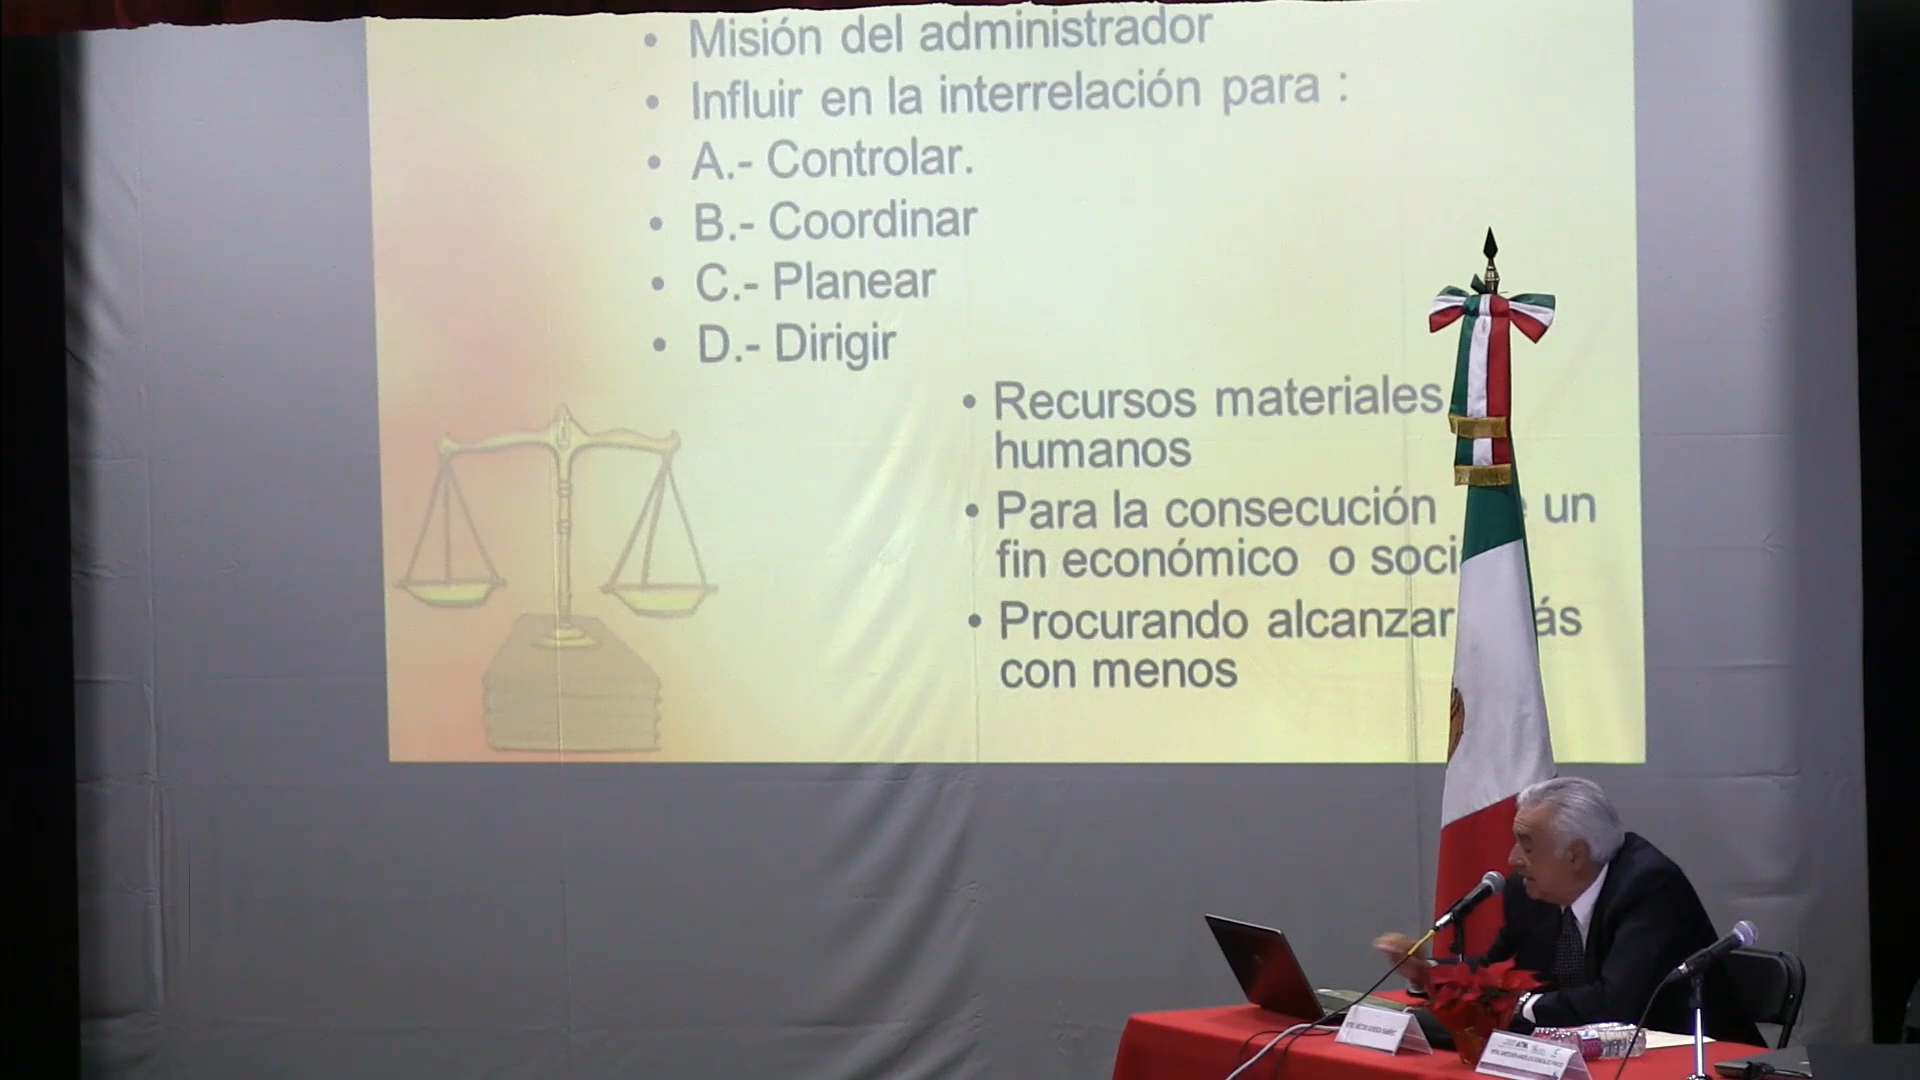 • Misión del administrador
• Influir en la interrelación para :
• A.- Controlar.
• B.- Coordinar
• C.- Planear
• D.- Dirigir
• Recursos materiales
humanos
• Para la consecución un
fin económico o soci
• Procurando alcanzar ás
con menos